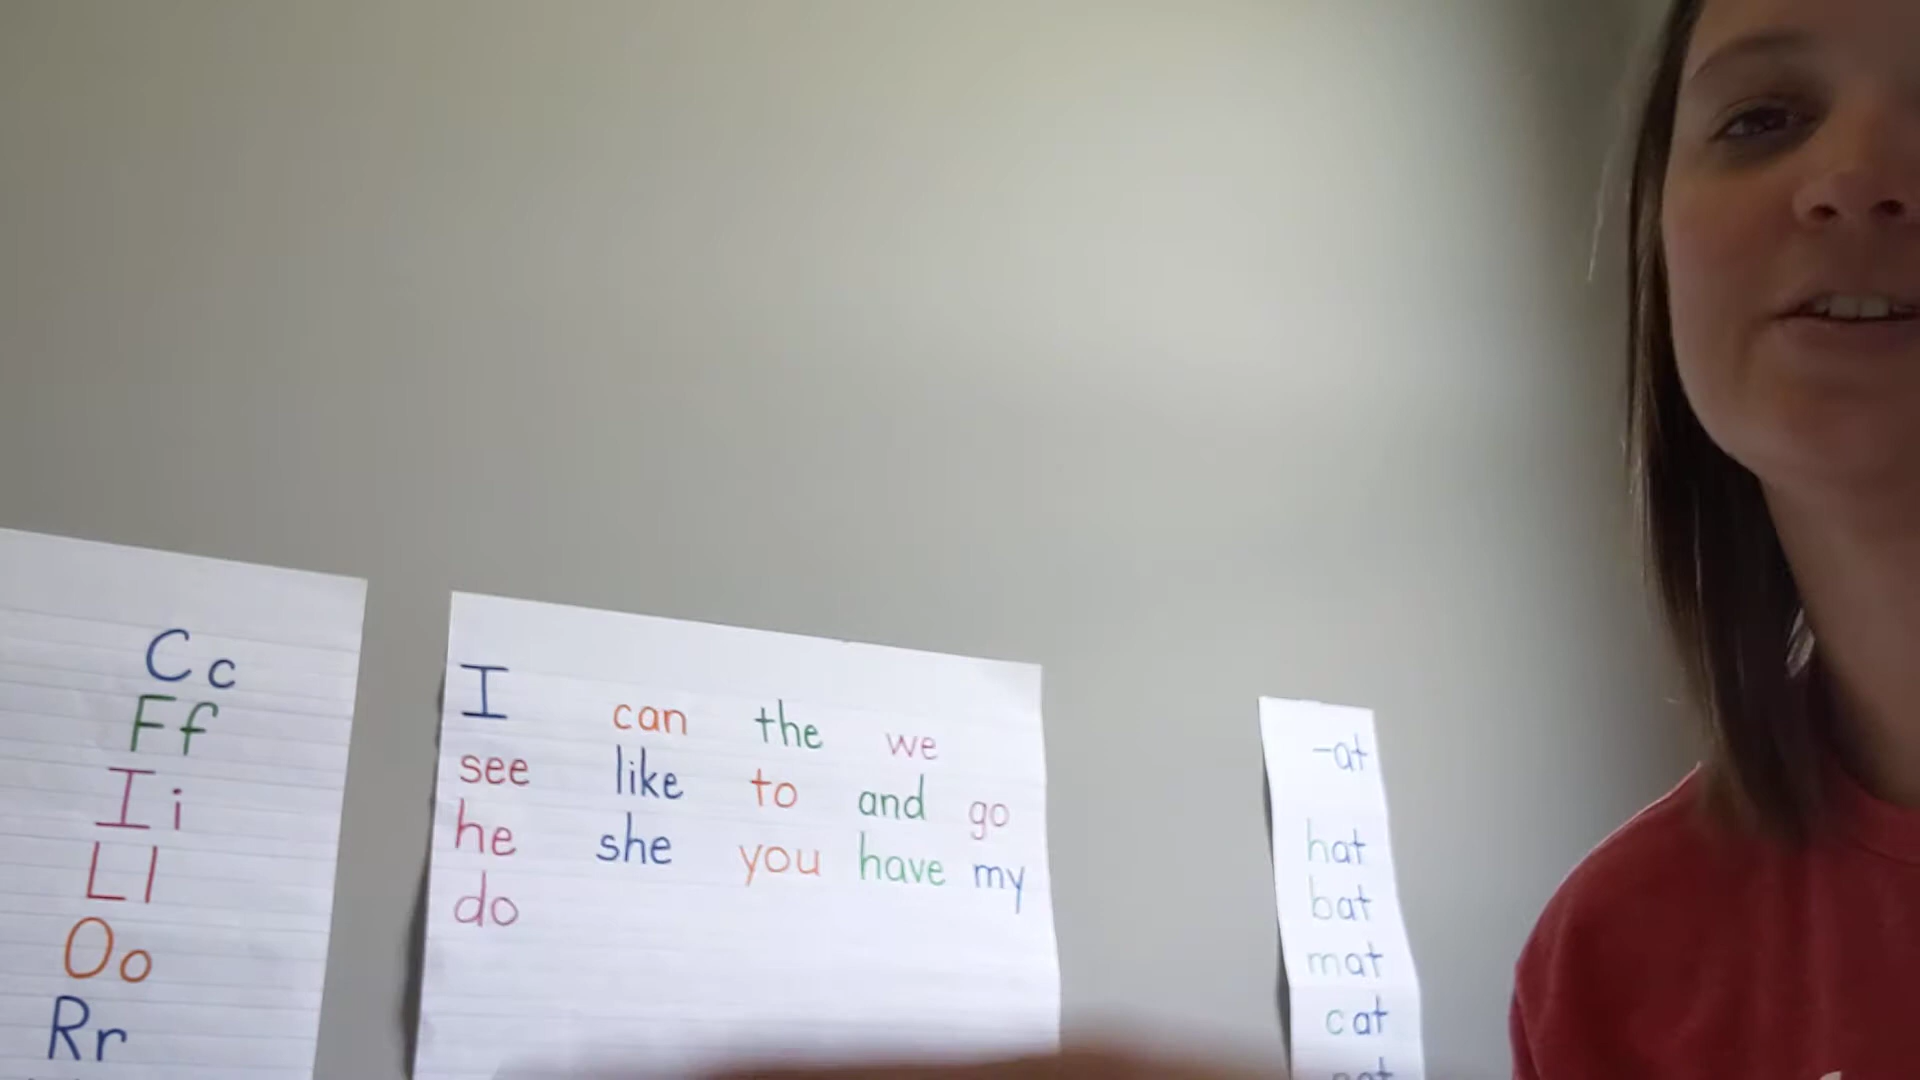 Cc
Ff
Ii
Ll
Oo
Rr
I can the we
see like to and go
he she you have my
do
-at
hat
bat
mat
cat